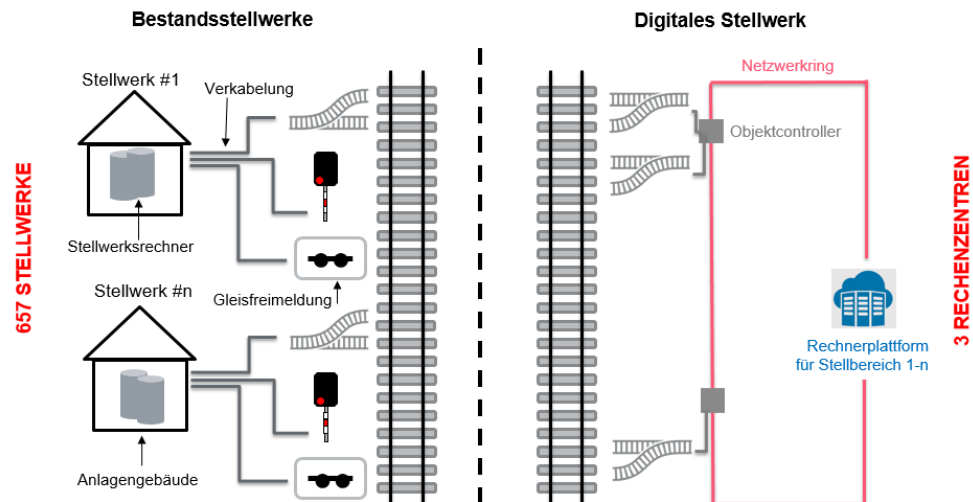 Bestandsstellwerke
Digitales Stellwerk
657 STELLWERKE
Stellwerk #1
Verkabelung
Stellwerksrechner
Stellwerk #n
Gleisfreimeldung
Anlagengebäude
Netzwerkring
Objektcontroller
Rechnerplattform
für Stellbereich 1-n
3 RECHENZENTREN